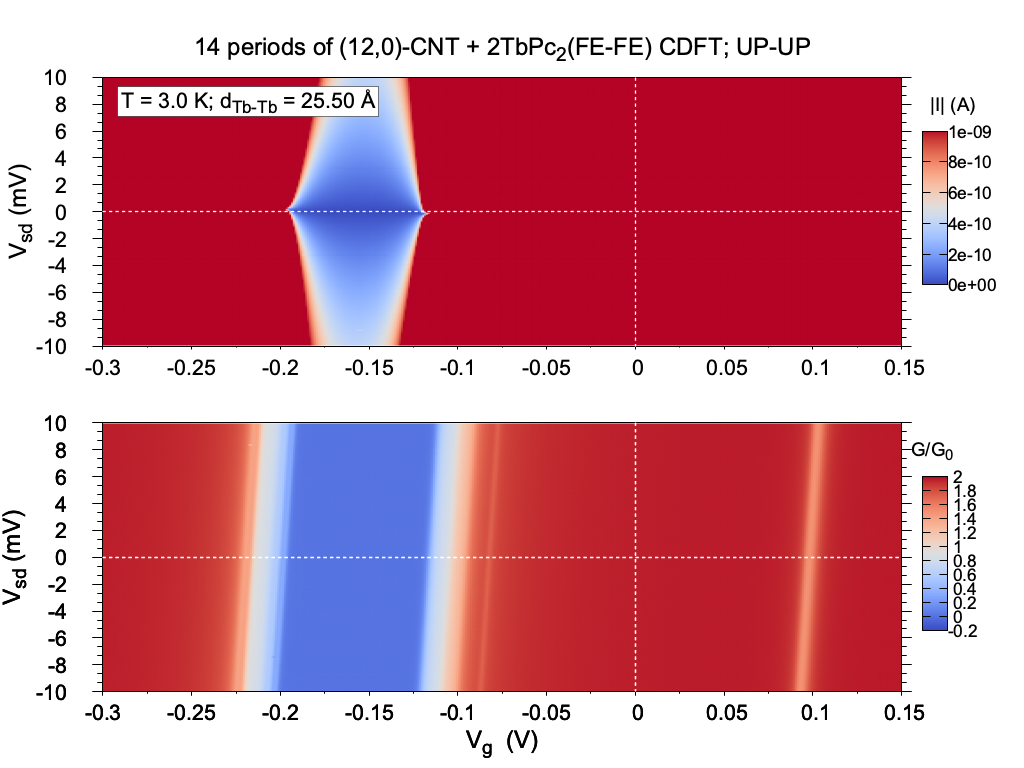 14 periods of (12,0)-CNT + 2TbPc2(FE-FE) CDFT; UP-UP
T = 3.0 K; dTb-Tb = 25.50 Å
Vsd (mV)
10
8
6
4
2
0
-2
-4
-6
-8
-10
-0.3 -0.25 -0.2 -0.15 -0.1 -0.05 0 0.05 0.1 0.15
|I| (A)
1e-09
8e-10
6e-10
4e-10
2e-10
0e+00
Vsd (mV)
10
8
6
4
2
0
-2
-4
-6
-8
-10
-0.3 -0.25 -0.2 -0.15 -0.1 -0.05 0 0.05 0.1 0.15
Vg (V)
G/G0
2
1.8
1.6
1.4
1.2
1
0.8
0.6
0.4
0.2
0
-0.2